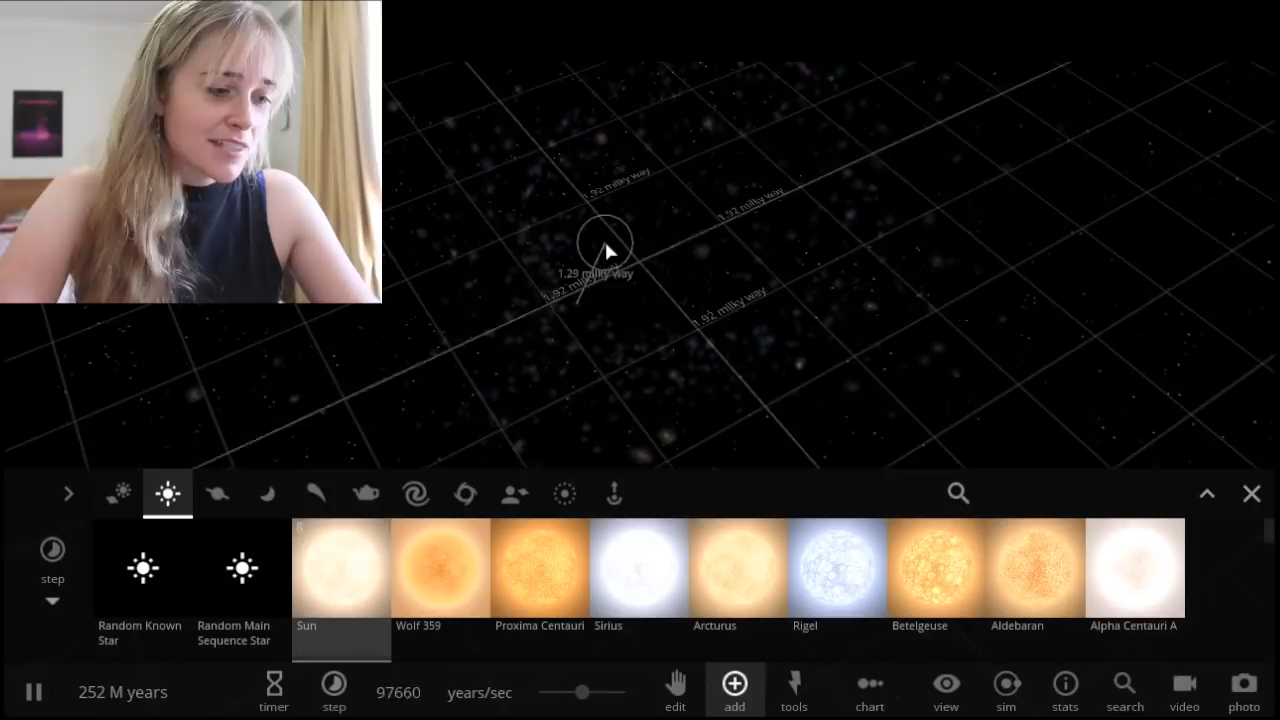 1.92 milky way
1.92 milky way
1.29 milky way
1.92 milky way
1.92 milky way
step
8
Random Known
Star
Random Main
Sequence Star
Sun
Wolf 359
Proxima Centauri
Sirius
Arcturus
Rigel
Betelgeuse
Aldebaran
Alpha Centauri A
252 M years
timer
step
97660
years/sec
edit
add
tools
chart
view
sim
stats
search
video
photo